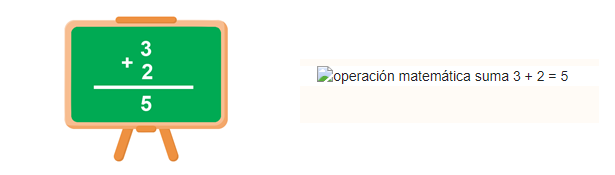 3
+
2
5
operación matemática suma 3 + 2 = 5